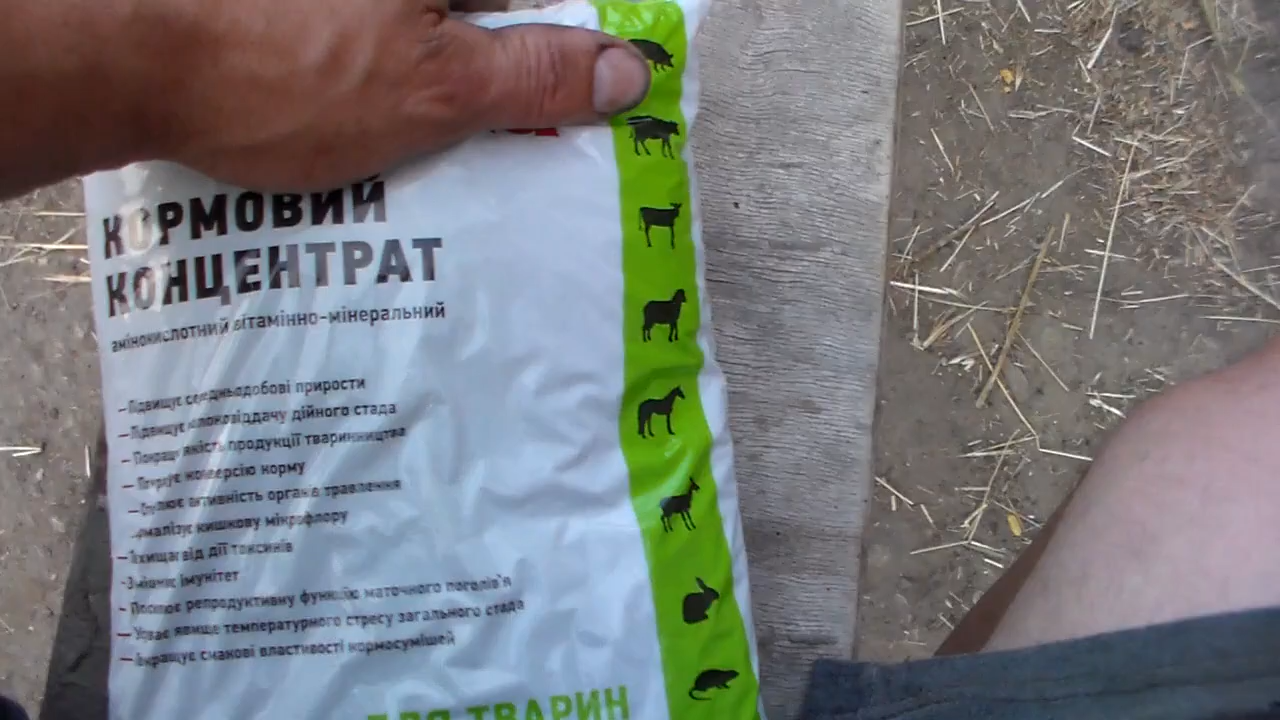 КОРМОВИЙ
КОНЦЕНТРАТ
амінокислотний вітамінно-мінеральний
–Підвищує середньодобові прирости
–Підвищує молоковіддачу дійного стада
– якість продукції тваринництва
– конверсію корму
– активність органів травлення
кишкову мікрофлору
– від дії токсинів
- імунітет
– репродуктивну функцію маточного поголів'я
– явище температурного стресу загального стада
– смакові властивості кормосумішей
ДЛЯ ТВАРИН